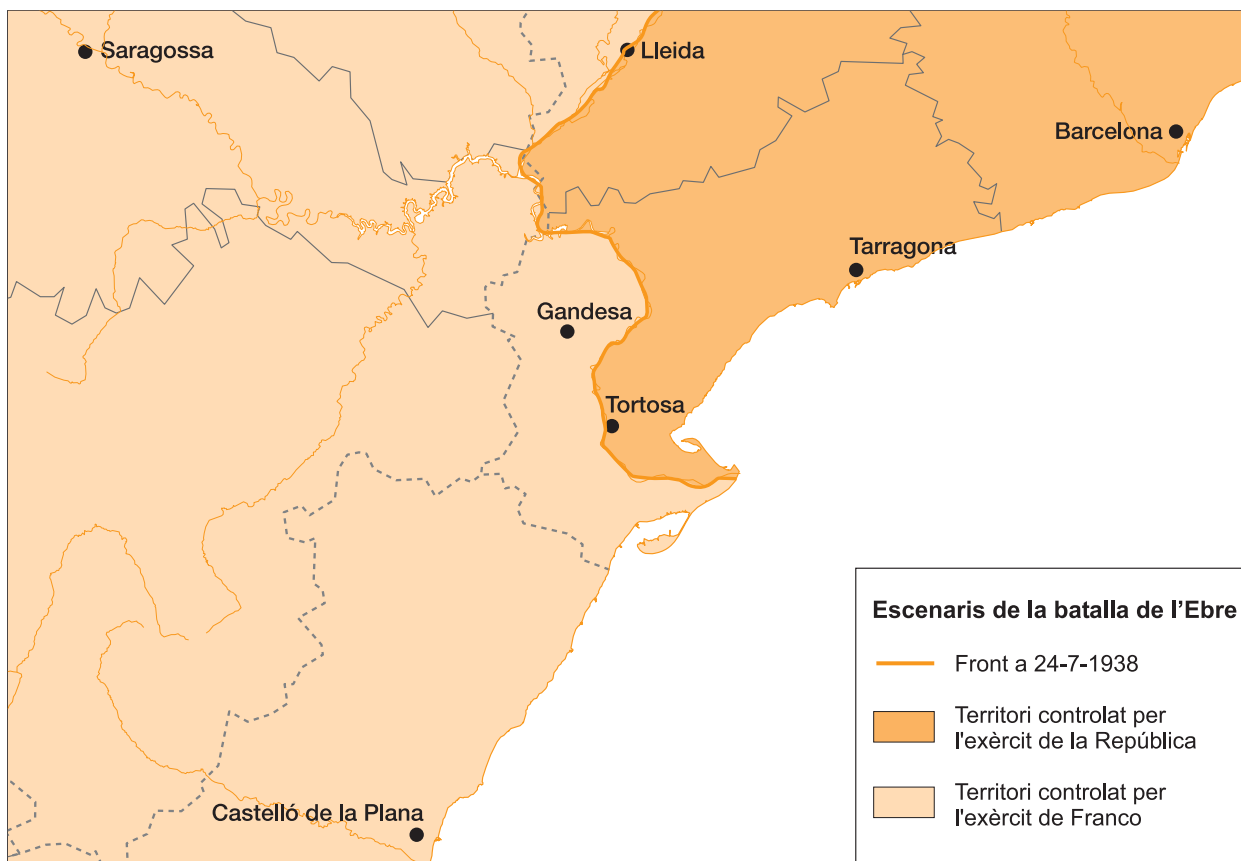 Saragossa
Lleida
Barcelona
Tarragona
Gandesa
Tortosa
Castelló de la Plana
Escenaris de la batalla de l'Ebre
Front a 24-7-1938
Territori controlat per
l'exèrcit de la República
Territori controlat per
l'exèrcit de Franco